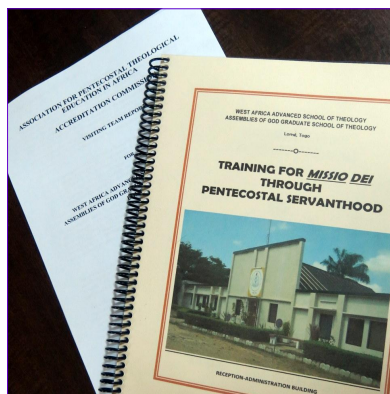 ASSOCIATION FOR PENTECOSTAL THEOLOGICAL
EDUCATION IN AFRICA
ACCREDITATION COMMISSION
VISITING TEAM REPORT
FOR
WEST AFRICA ADVANCED
ASSEMBLIES OF GOD
WEST AFRICA ADVANCED SCHOOL OF THEOLOGY
ASSEMBLIES OF GOD GRADUATE SCHOOL OF THEOLOGY
Lomé, Togo
TRAINING FOR MISSIO DEI
THROUGH
PENTECOSTAL SERVANTHOOD
RECEPTION-ADMINISTRATION BUILDING